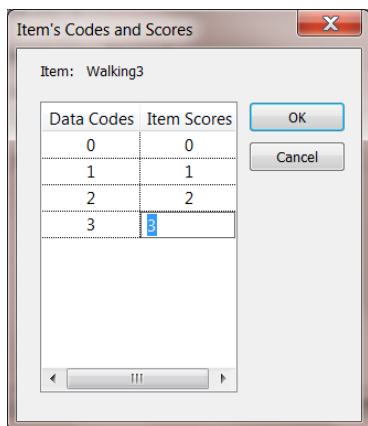 Item's Codes and Scores
Item: Walking3
Data Codes Item Scores
0 0
1 1
2 2
3 3
OK
Cancel